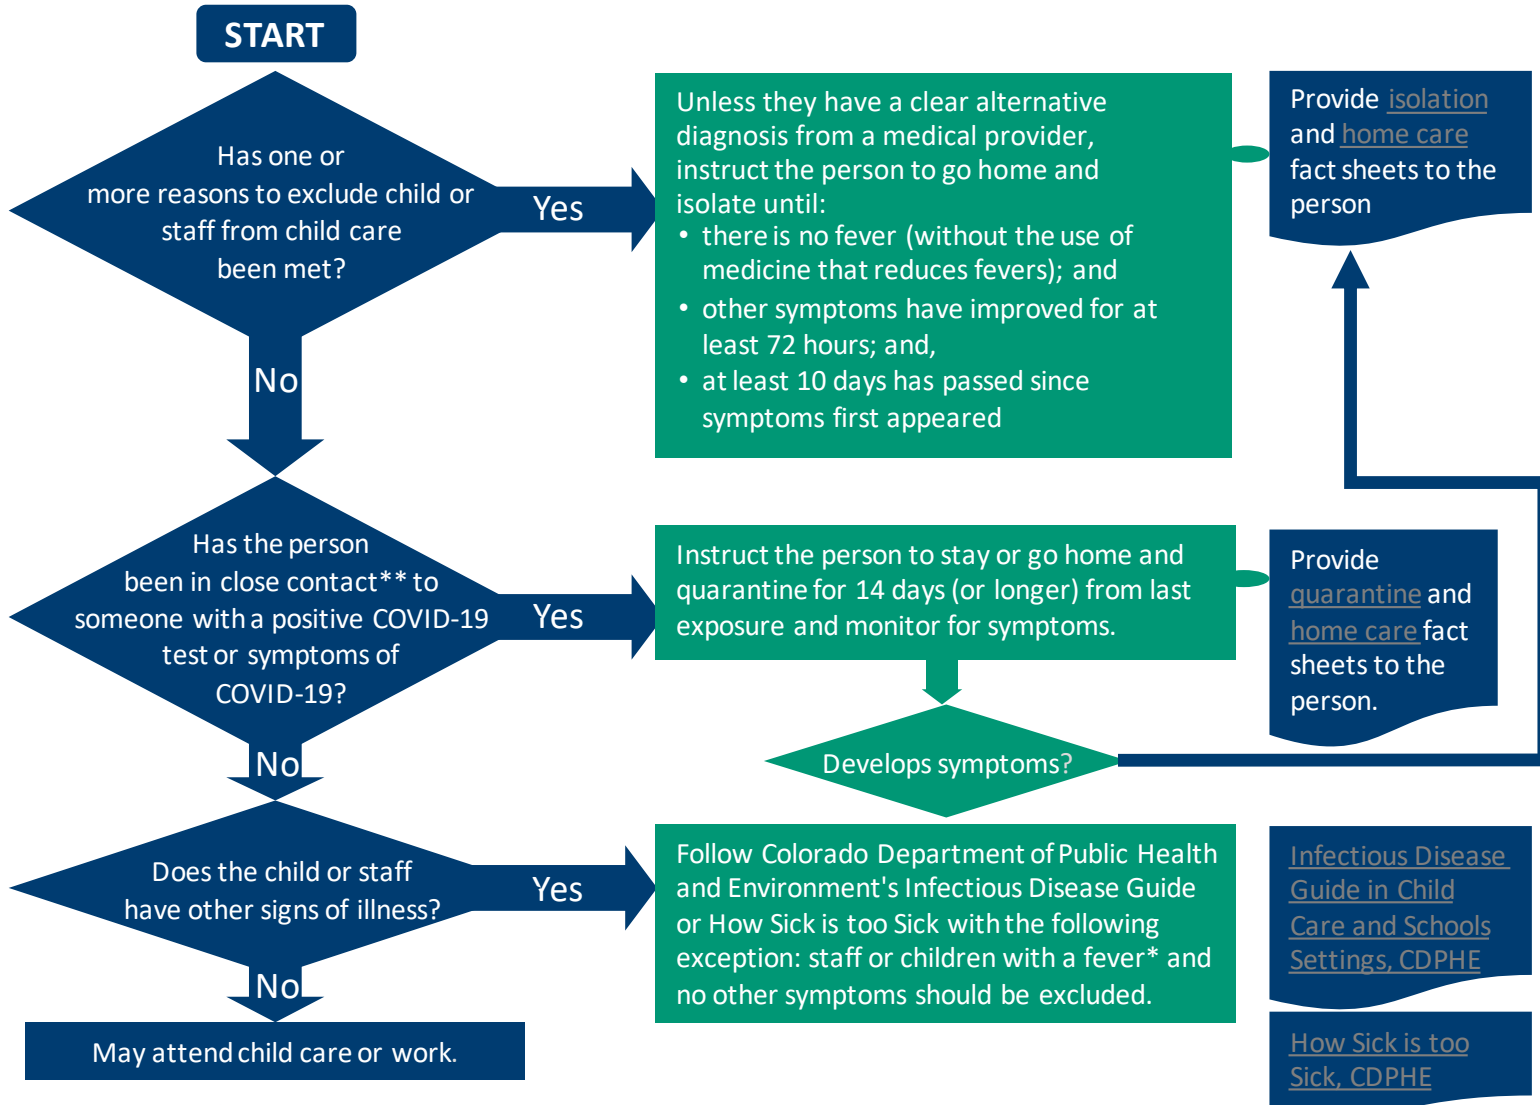 START
Has one or
more reasons to exclude child or
staff from child care
been met?
Yes
Unless they have a clear alternative
diagnosis from a medical provider,
instruct the person to go home and
isolate until:
• there is no fever (without the use of
medicine that reduces fevers); and
• other symptoms have improved for at
least 72 hours; and,
• at least 10 days has passed since
symptoms first appeared
Provide isolation
and home care
fact sheets to the
person
No
Has the person
been in close contact** to
someone with a positive COVID-19
test or symptoms of
COVID-19?
Yes
Instruct the person to stay or go home and
quarantine for 14 days (or longer) from last
exposure and monitor for symptoms.
Provide
quarantine and
home care fact
sheets to the
person.
Develops symptoms?
No
Does the child or staff
have other signs of illness?
Yes
Follow Colorado Department of Public Health
and Environment's Infectious Disease Guide
or How Sick is too Sick with the following
exception: staff or children with a fever* and
no other symptoms should be excluded.
Infectious Disease
Guide in Child
Care and Schools
Settings, CDPHE
No
May attend child care or work.
How Sick is too
Sick, CDPHE